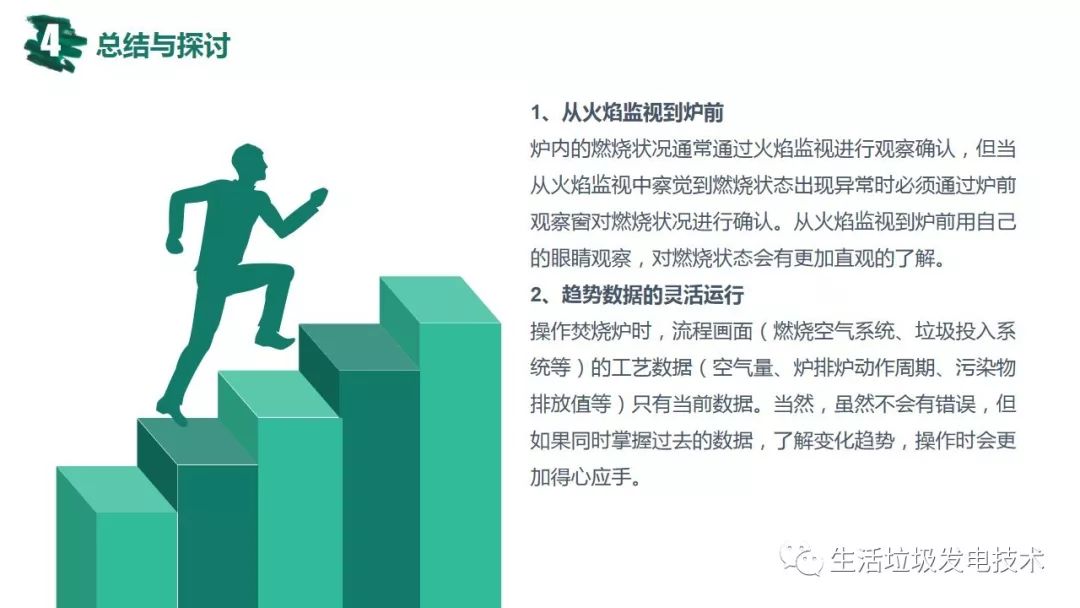 4 总结与探讨
1、从火焰监视到炉前
炉内的燃烧状况通常通过火焰监视进行观察确认，但当
从火焰监视中察觉到燃烧状态出现异常时必须通过炉前
观察窗对燃烧状况进行确认。从火焰监视到炉前用自己
的眼睛观察，对燃烧状态会有更加直观的了解。
2、趋势数据的灵活运行
操作焚烧炉时，流程画面（燃烧空气系统、垃圾投入系
统等）的工艺数据（空气量、炉排炉动作周期、污染物
排放值等）只有当前数据。当然，虽然不会有错误，但
如果同时掌握过去的数据，了解变化趋势，操作时会更
加得心应手。
生活垃圾发电技术